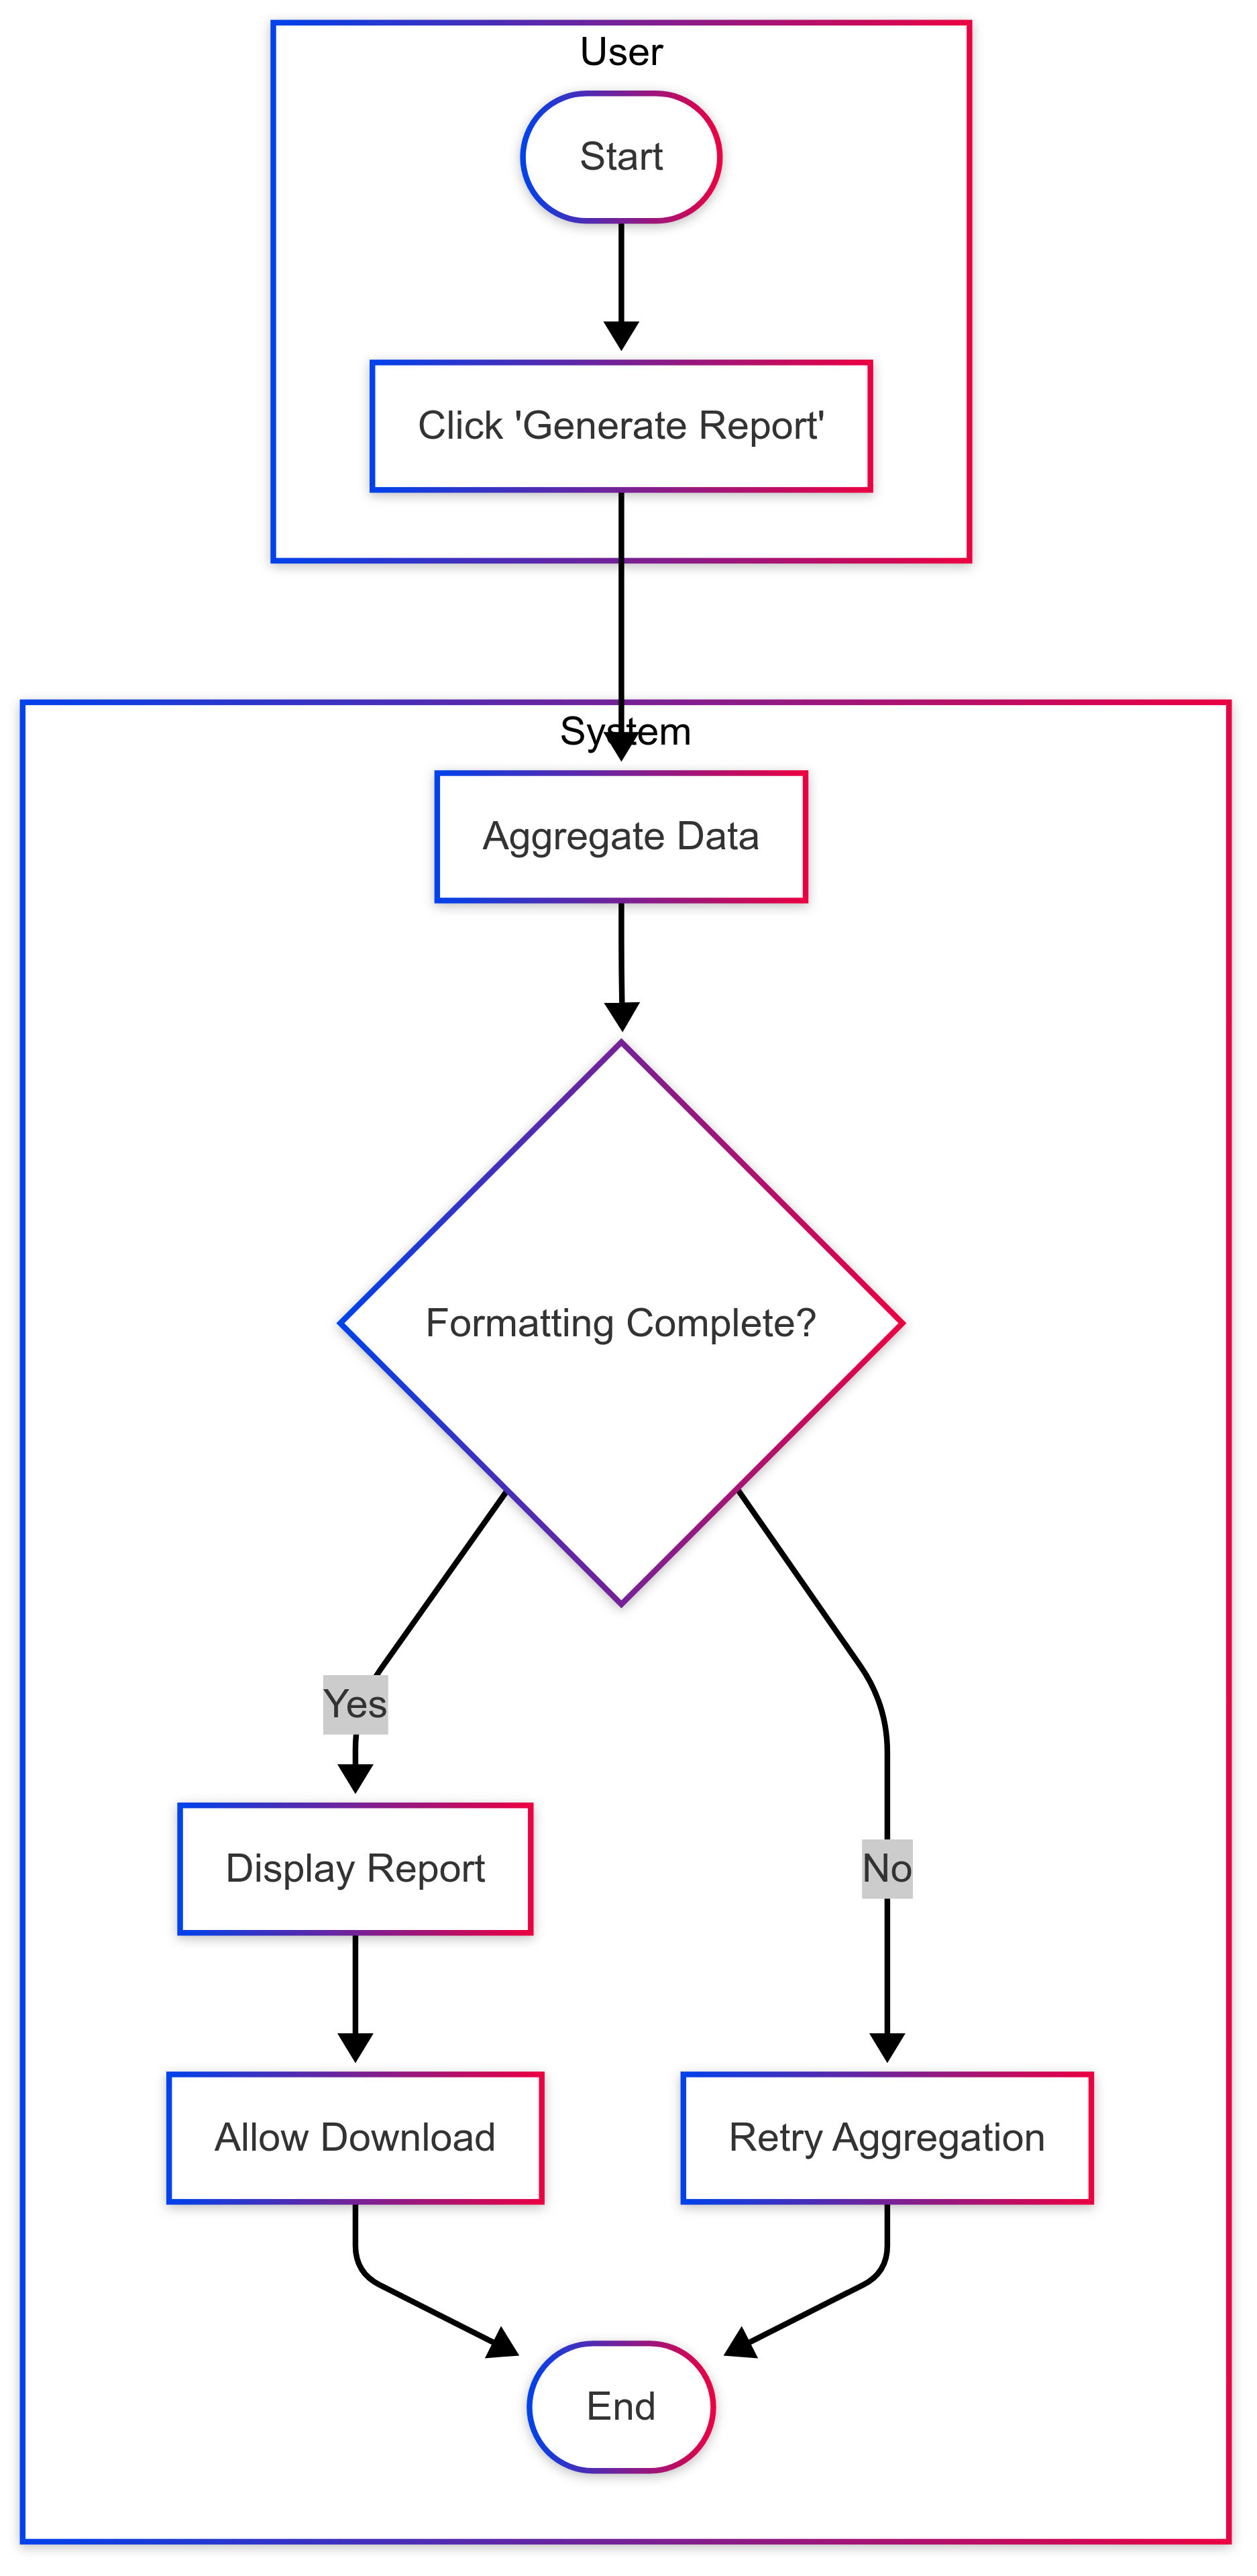 User
Start
Click 'Generate Report'
System
Aggregate Data
Formatting Complete?
Yes
Display Report
No
Allow Download
Retry Aggregation
End